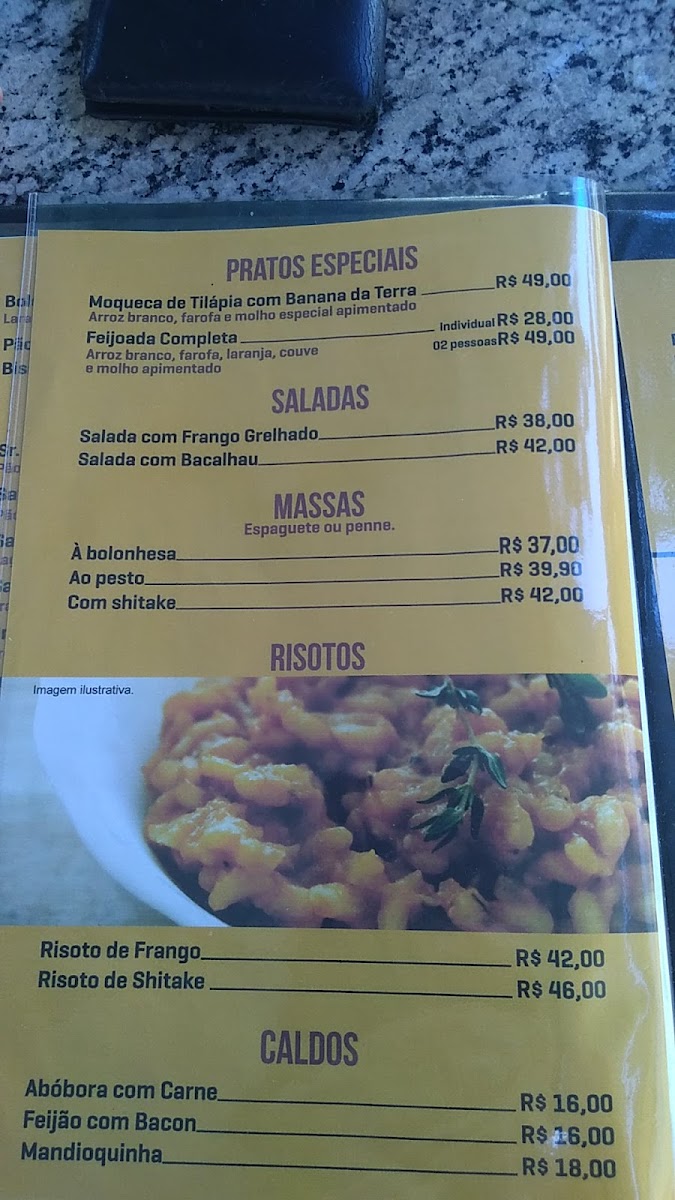 PRATOS ESPECIAIS
Moqueca de Tilápia com Banana da Terra R$ 49,00
Arroz branco, farofa e molho especial apimentado
Feijoada Completa Individual R$ 28,00
02 pessoas R$ 49,00
Arroz branco, farofa, laranja, couve
e molho apimentado
SALADAS
Salada com Frango Grelhado R$ 38,00
Salada com Bacalhau R$ 42,00
MASSAS
Espaguete ou penne.
À bolonhesa R$ 37,00
Ao pesto R$ 39,90
Com shitake R$ 42,00
RISOTOS
Imagem ilustrativa.
Risoto de Frango R$ 42,00
Risoto de Shitake R$ 46,00
CALDOS
Abóbora com Carne R$ 16,00
Feijão com Bacon R$ 16,00
Mandioquinha R$ 18,00